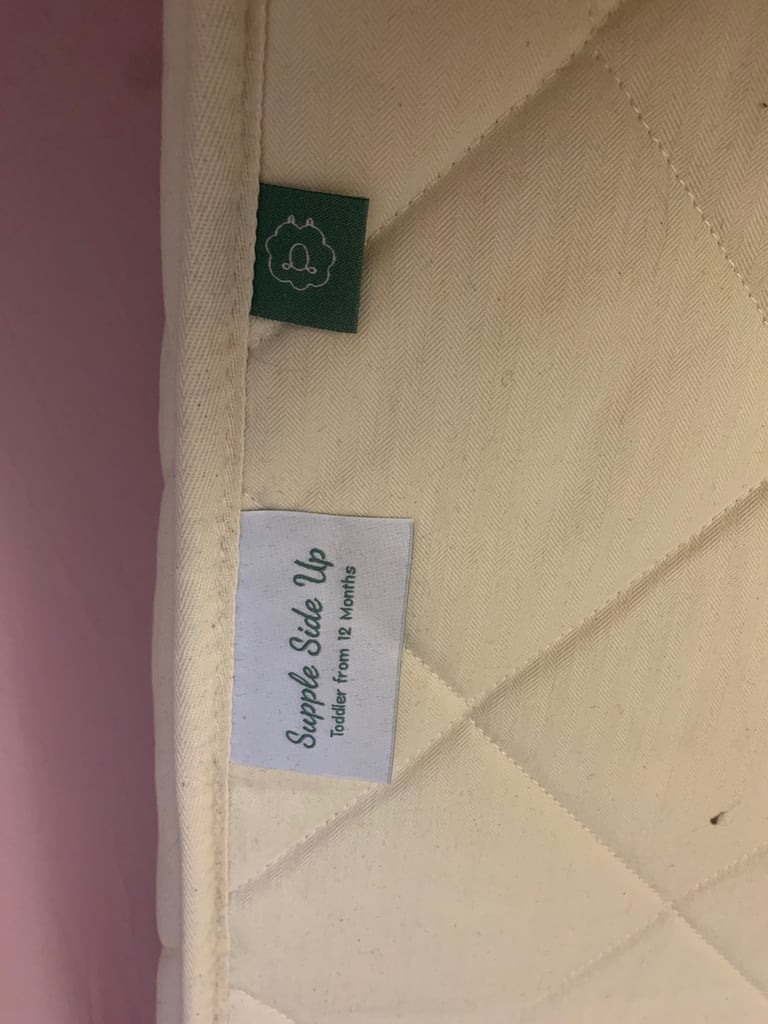 Supple Side Up
Toddler from 12 Months